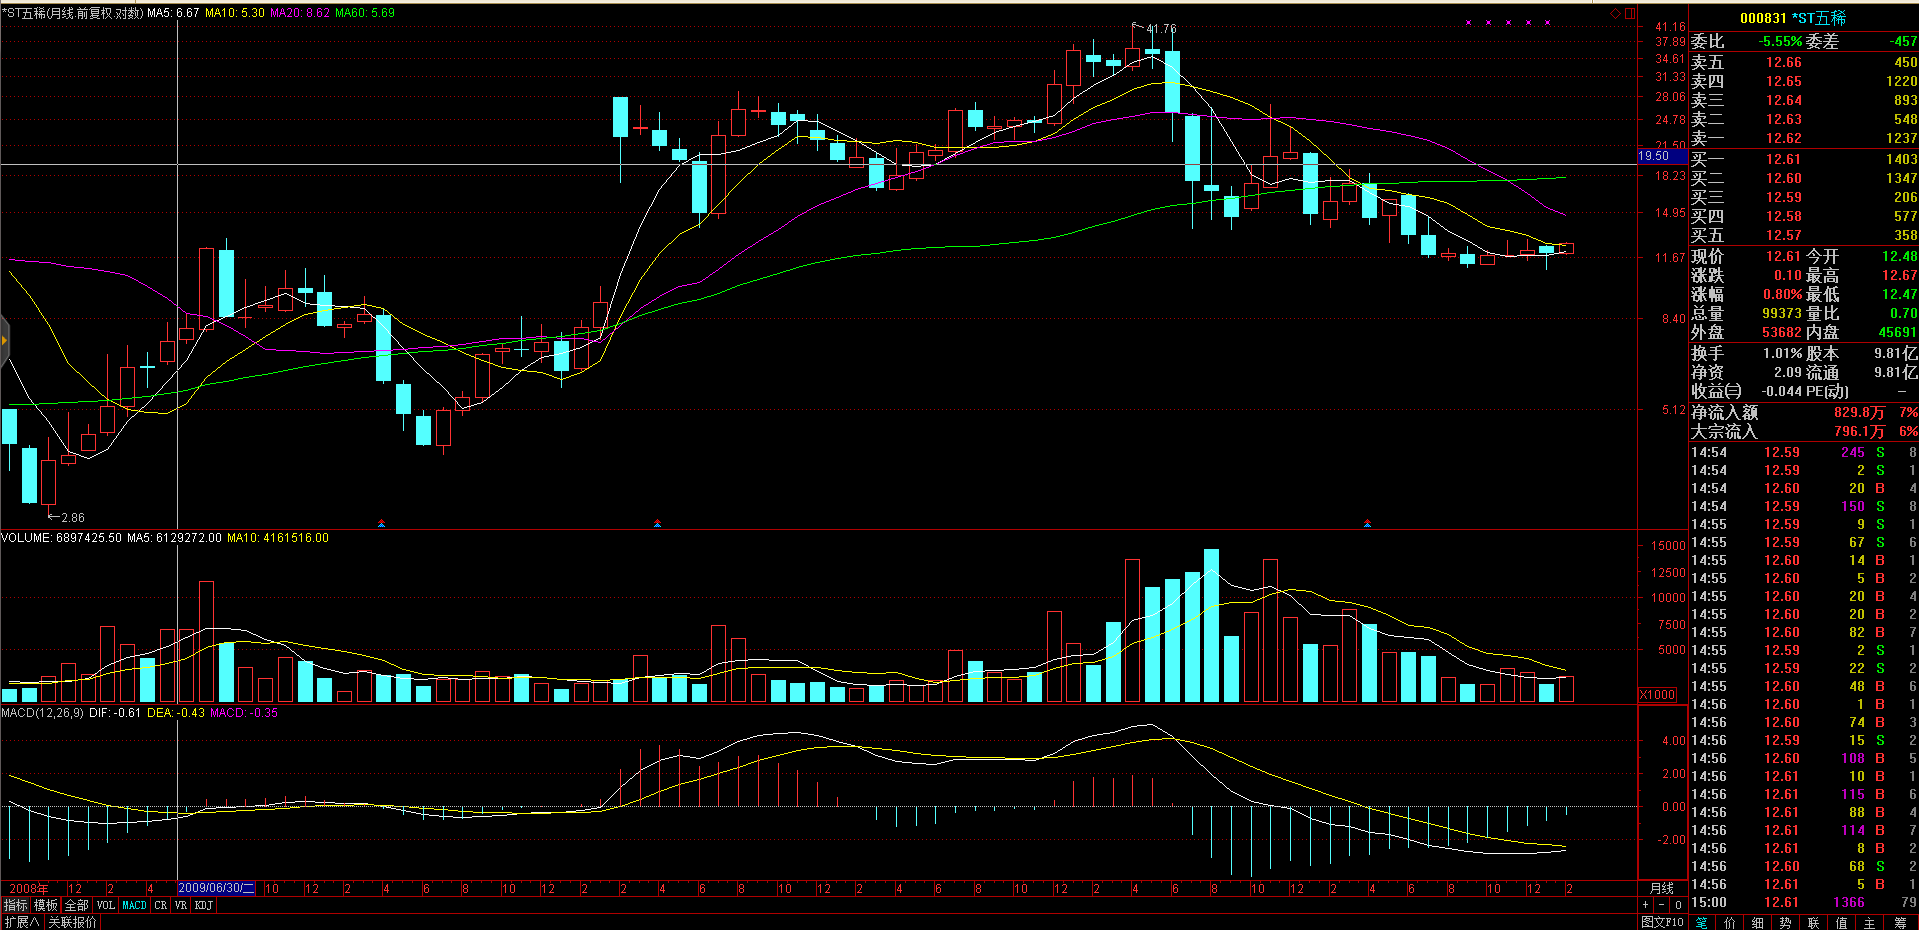 *ST五稀(月线.前复权.对数) MA5: 6.67 MA10: 5.30 MA20: 8.62 MA60: 5.69
41.76
2.86
41.16
37.89
34.61
31.33
28.06
24.78
21.50
19.50
18.23
14.95
11.67
8.40
5.12
VOLUME: 6897425.50 MA5: 6129272.00 MA10: 4161516.00
15000
12500
10000
7500
5000
X1000
MACD(12,26,9) DIF: -0.61 DEA: -0.43 MACD: -0.35
4.00
2.00
0.00
-2.00
2008年 12 2 4 2009/06/30/二 10 12 2 4 6 8 10 12 2 4 6 8 10 12 2 4 6 8 10 12 2 4 6 8 10 12 2 4 6 8 10 12 2 月线
指标 模板 全部 VOL MACD CR VR KDJ + - 0
扩展∧ 关联报价 图文F10
000831 *ST五稀
委比 -5.55% 委差 -457
卖五 12.66 450
卖四 12.65 1220
卖三 12.64 893
卖二 12.63 548
卖一 12.62 1237
买一 12.61 1403
买二 12.60 1347
买三 12.59 206
买四 12.58 577
买五 12.57 358
现价 12.61 今开 12.48
涨跌 0.10 最高 12.67
涨幅 0.80% 最低 12.47
总量 99373 量比 0.70
外盘 53682 内盘 45691
换手 1.01% 股本 9.81亿
净资 2.09 流通 9.81亿
收益㈢ -0.044 PE(动) —
净流入额 829.8万 7%
大宗流入 796.1万 6%
14:54 12.59 245 S 8
14:54 12.59 2 S 1
14:54 12.60 20 B 4
14:54 12.59 150 S 8
14:55 12.59 9 S 1
14:55 12.59 67 S 6
14:55 12.60 14 B 1
14:55 12.60 5 B 2
14:55 12.60 20 B 4
14:55 12.60 20 B 2
14:55 12.60 82 B 7
14:55 12.59 2 S 1
14:55 12.59 22 S 2
14:55 12.60 48 B 6
14:56 12.60 1 B 1
14:56 12.60 74 B 3
14:56 12.59 15 S 2
14:56 12.60 108 B 5
14:56 12.61 10 B 1
14:56 12.61 115 B 6
14:56 12.61 88 B 4
14:56 12.61 114 B 7
14:56 12.61 8 B 2
14:56 12.60 68 S 2
14:56 12.61 5 B 1
15:00 12.61 1366 79
笔 价 细 势 联 值 主 筹